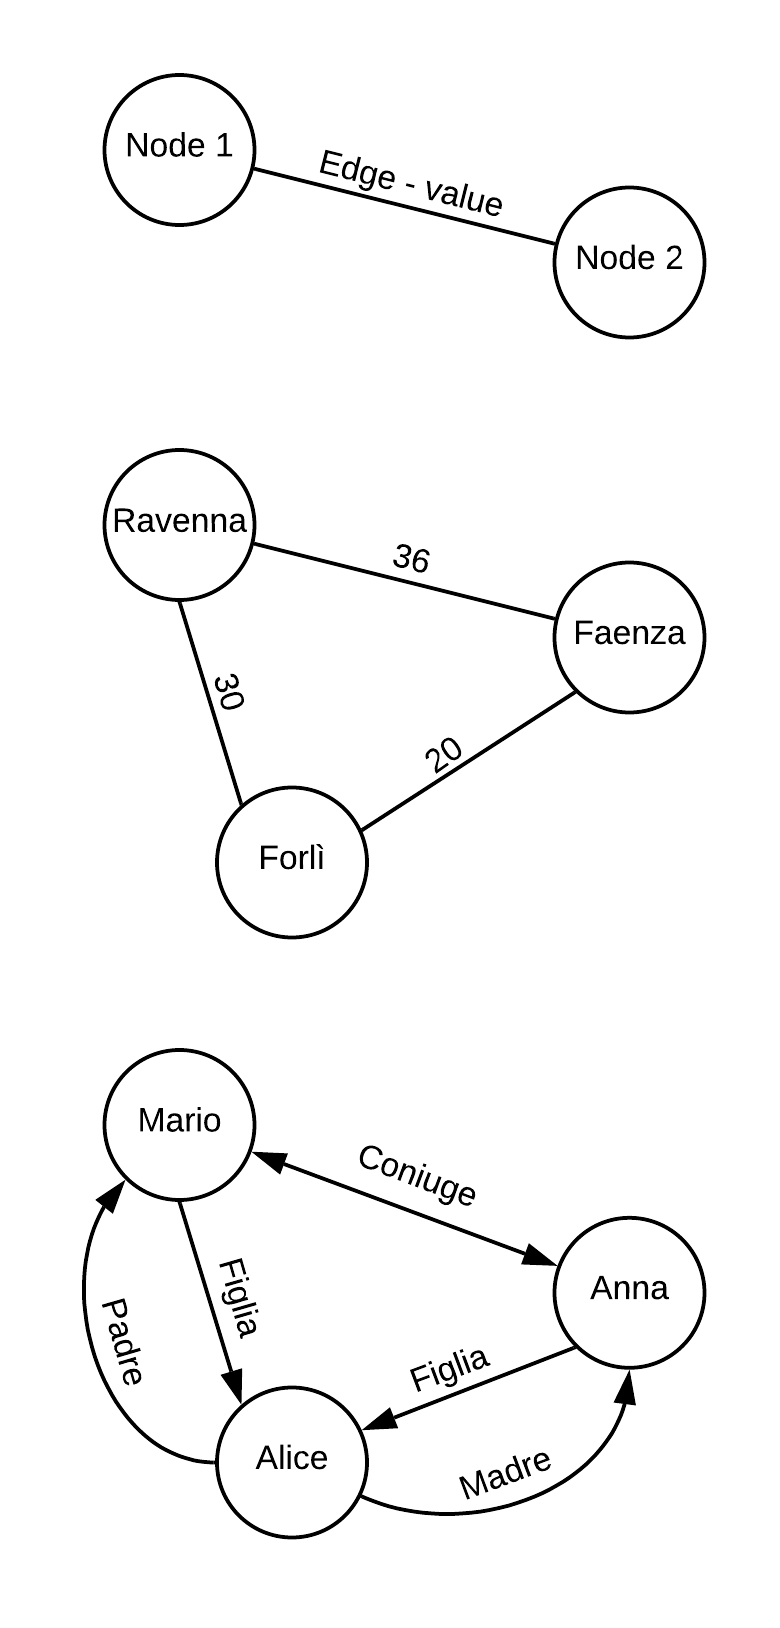 Node 1
Edge - value
Node 2
Ravenna
36
Faenza
30
20
Forlì
Mario
Coniuge
Figlia
Anna
Padre
Figlia
Alice
Madre